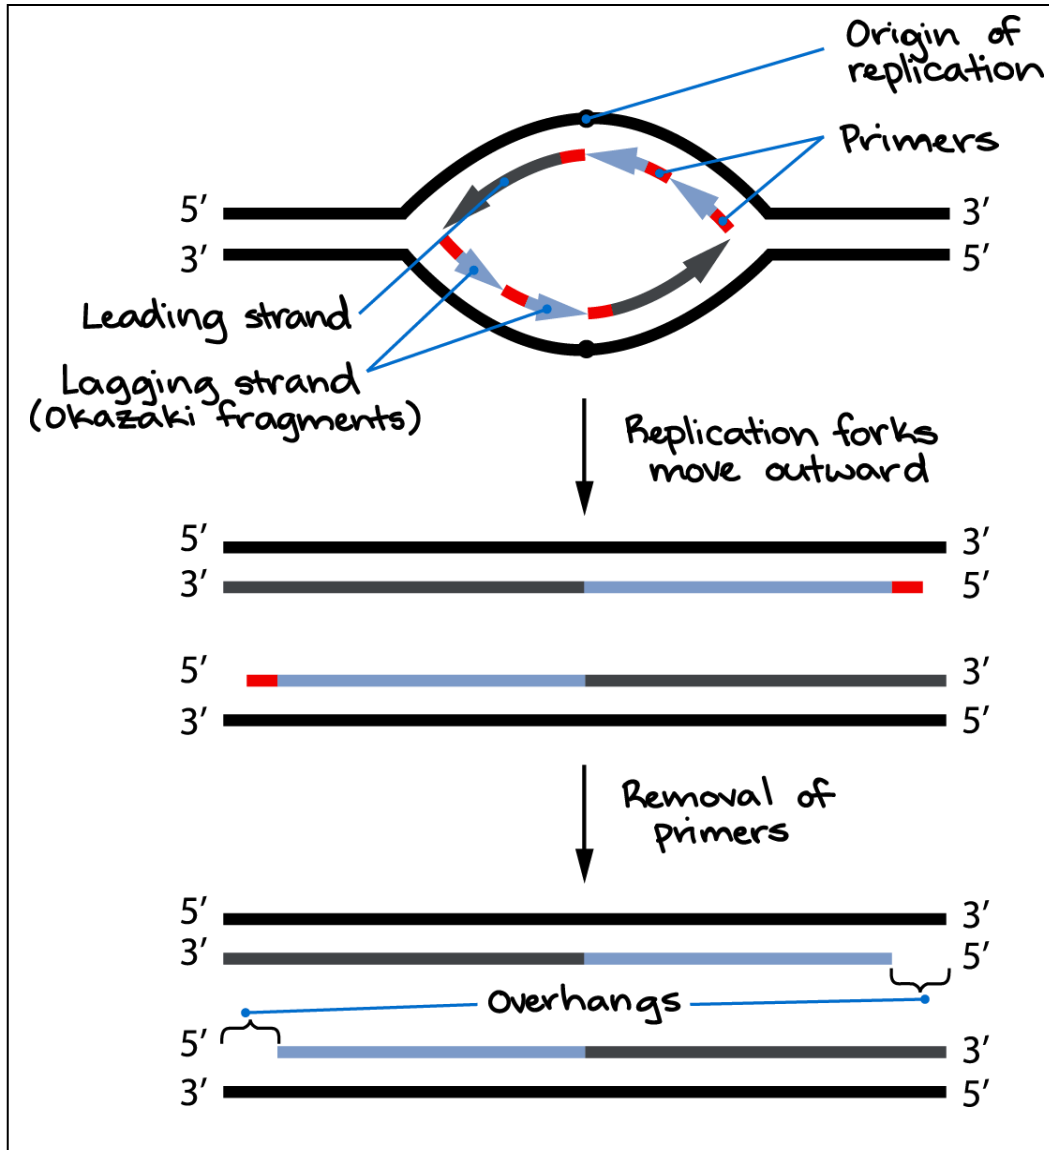 Origin of
replication
Primers
5' 3'
3' 5'
Leading strand
Lagging strand
(Okazaki fragments)
Replication forks
move outward
5' 3'
3' 5'
5' 3'
3' 5'
Removal of
primers
5' 3'
3' 5'
Overhangs
5' 3'
3' 5'